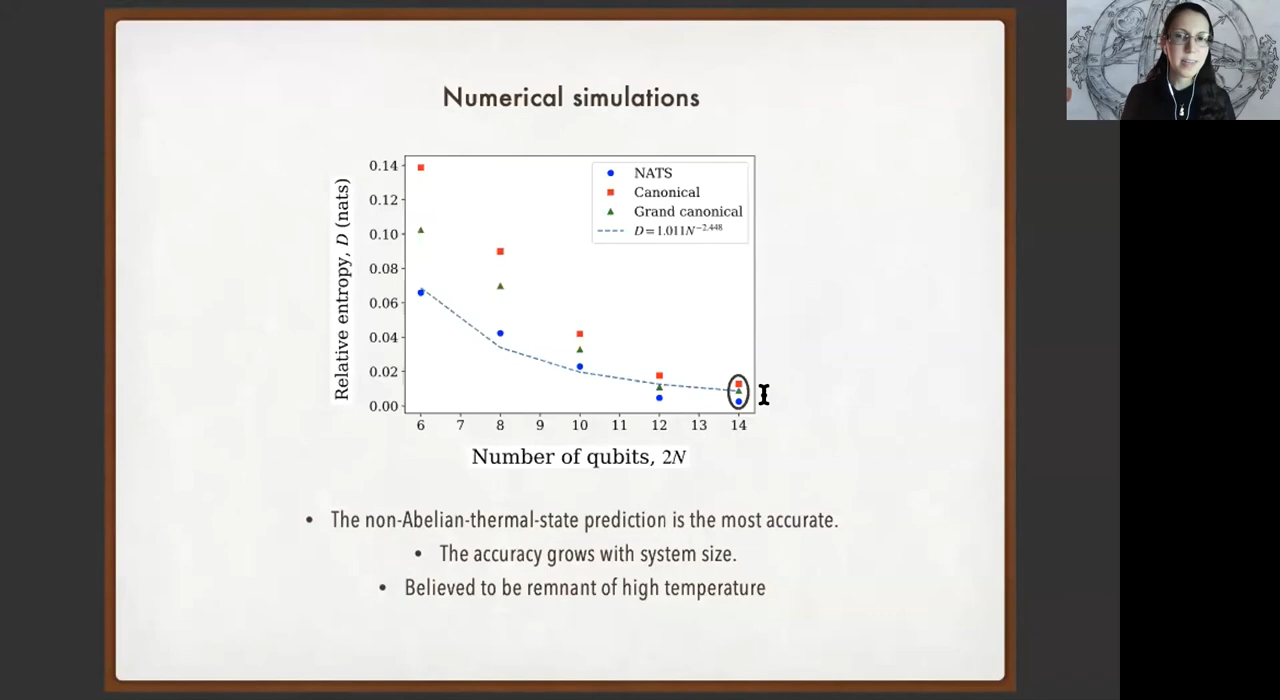 Numerical simulations
0.14
0.12
0.10
0.08
0.06
0.04
0.02
0.00
Relative entropy, D (nats)
NATS
Canonical
Grand canonical
D = 1.011N^{-2.448}
6 7 8 9 10 11 12 13 14
Number of qubits, 2N
• The non-Abelian-thermal-state prediction is the most accurate.
• The accuracy grows with system size.
• Believed to be remnant of high temperature